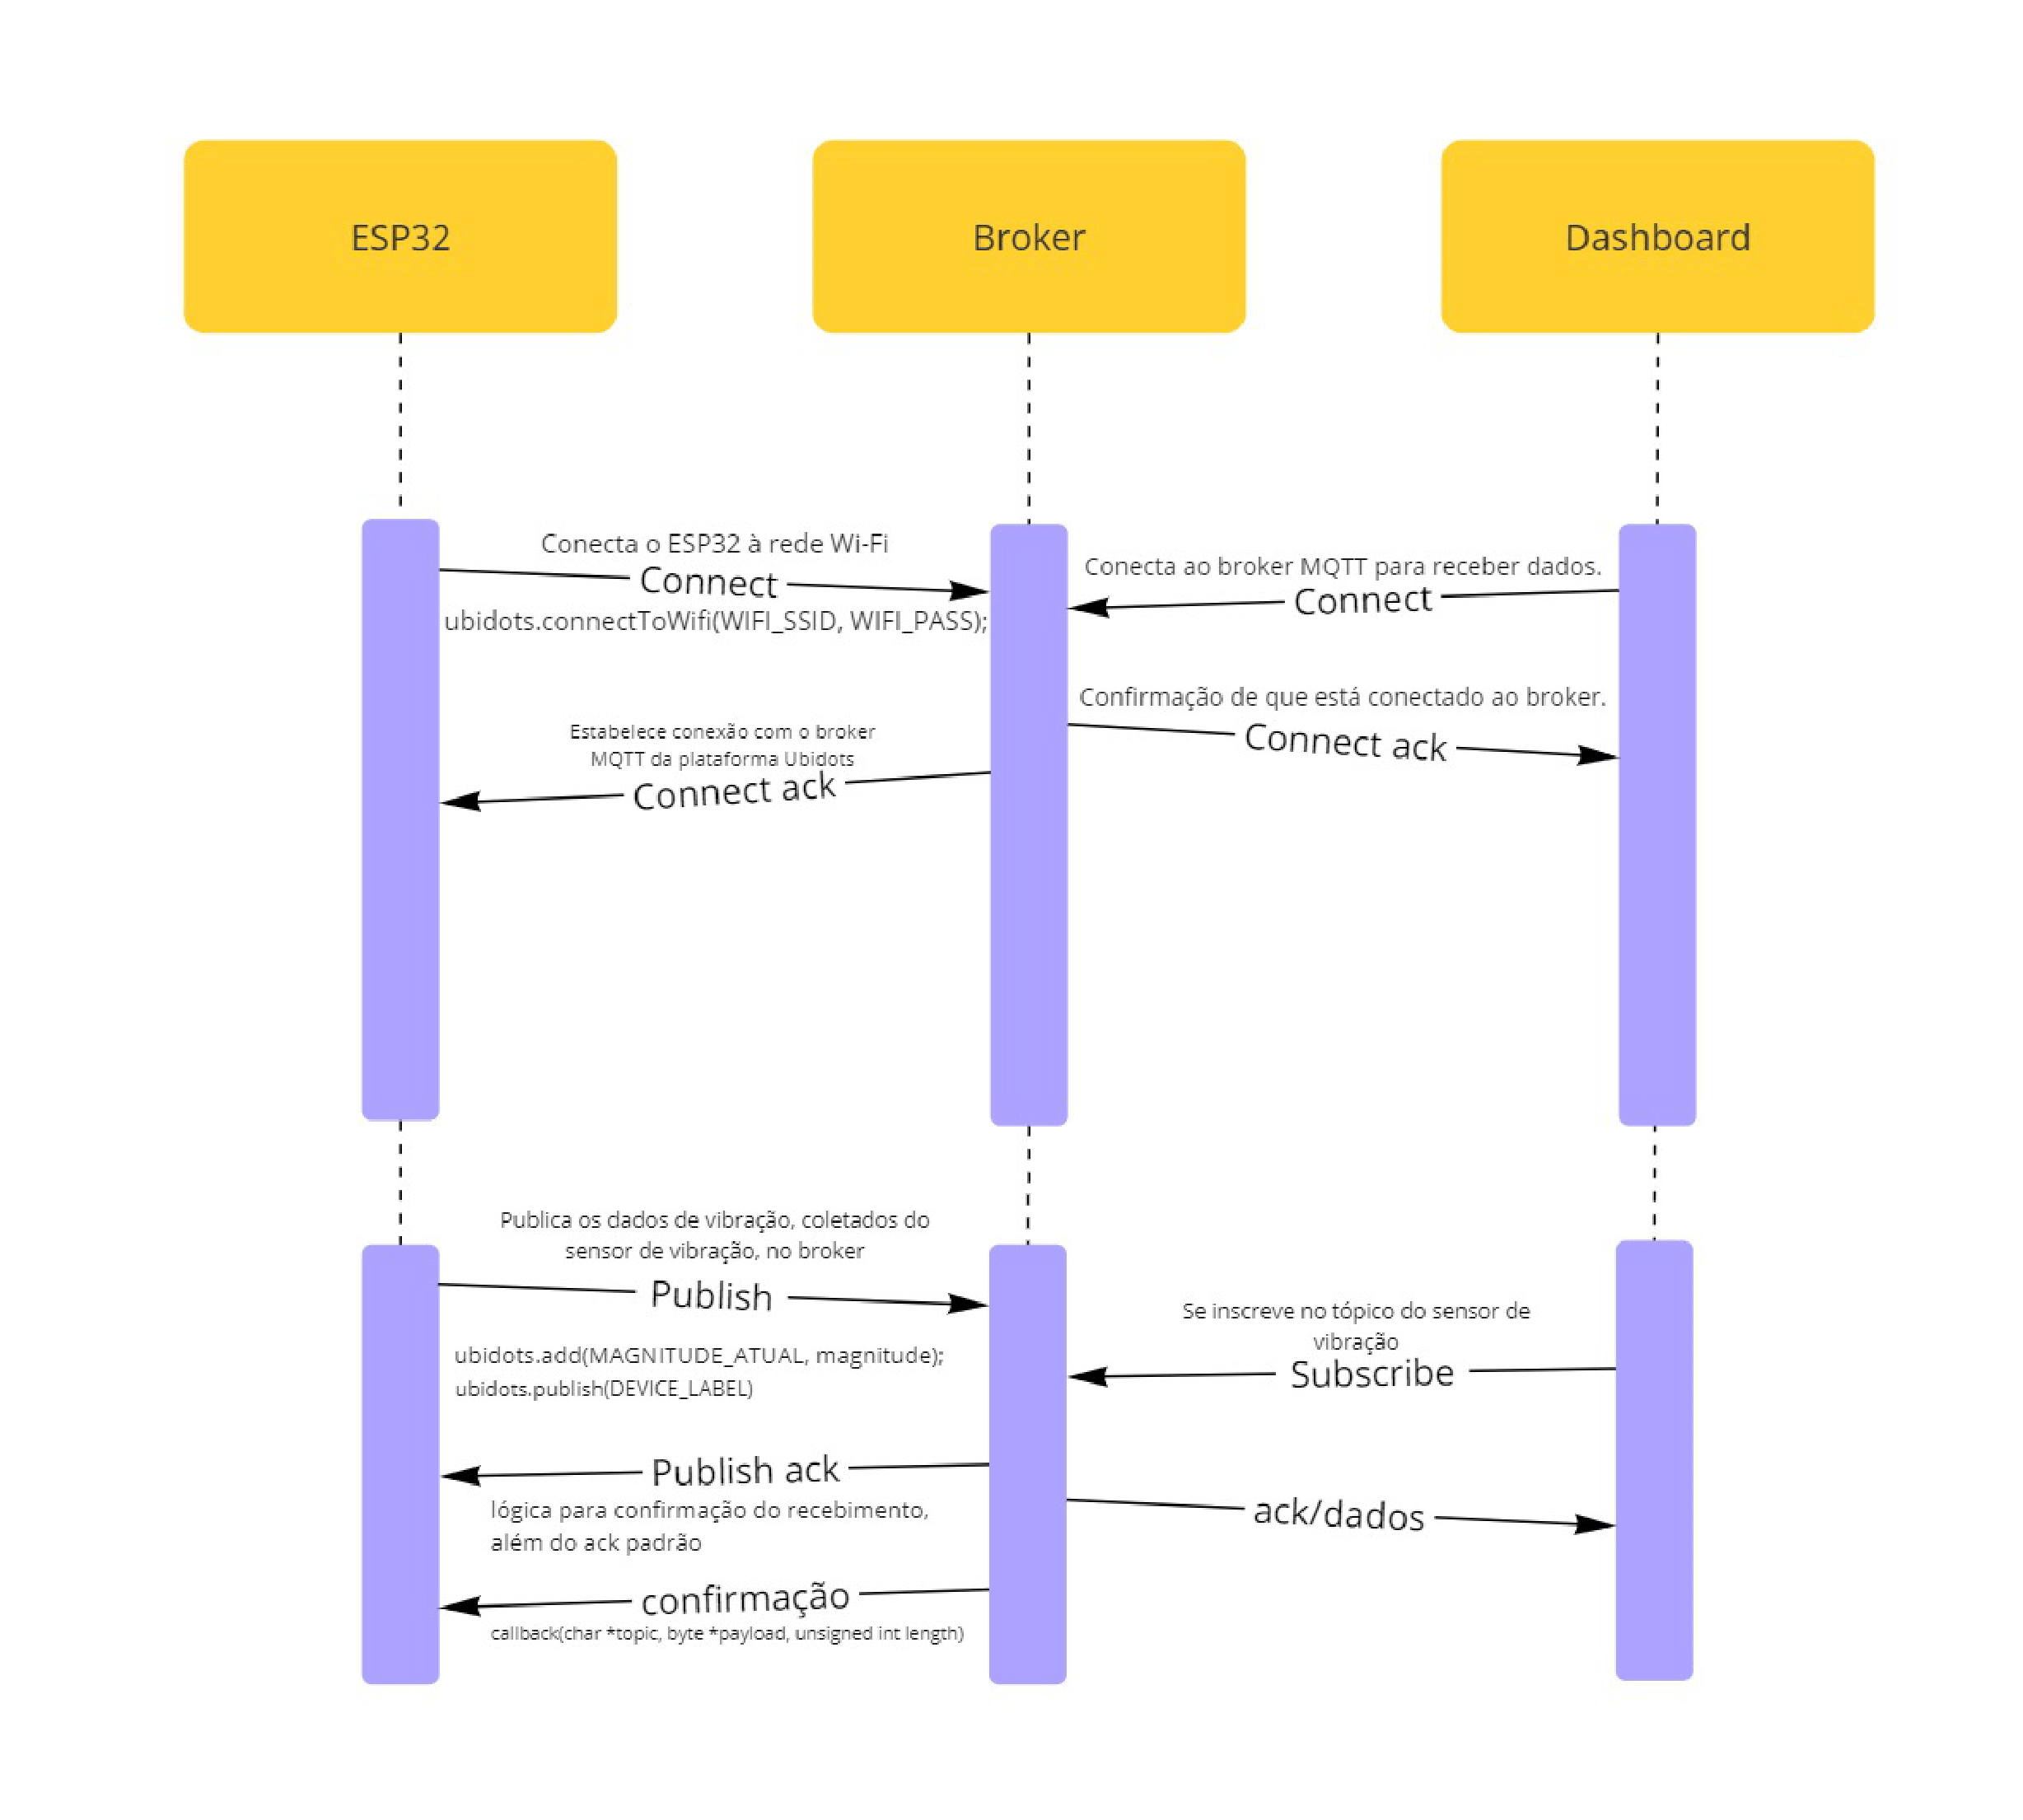 ESP32
Broker
Dashboard
Conecta o ESP32 à rede Wi-Fi
Connect
ubidots.connectToWifi(WIFI_SSID, WIFI_PASS);
Conecta ao broker MQTT para receber dados.
Connect
Confirmação de que está conectado ao broker.
Connect ack
Estabelece conexão com o broker
MQTT da plataforma Ubidots
Connect ack
Publica os dados de vibração, coletados do
sensor de vibração, no broker
Publish
ubidots.add(MAGNITUDE_ATUAL, magnitude);
ubidots.publish(DEVICE_LABEL)
Se inscreve no tópico do sensor de
vibração
Subscribe
Publish ack
lógica para confirmação do recebimento,
além do ack padrão
ack/dados
confirmação
callback(char *topic, byte *payload, unsigned int length)